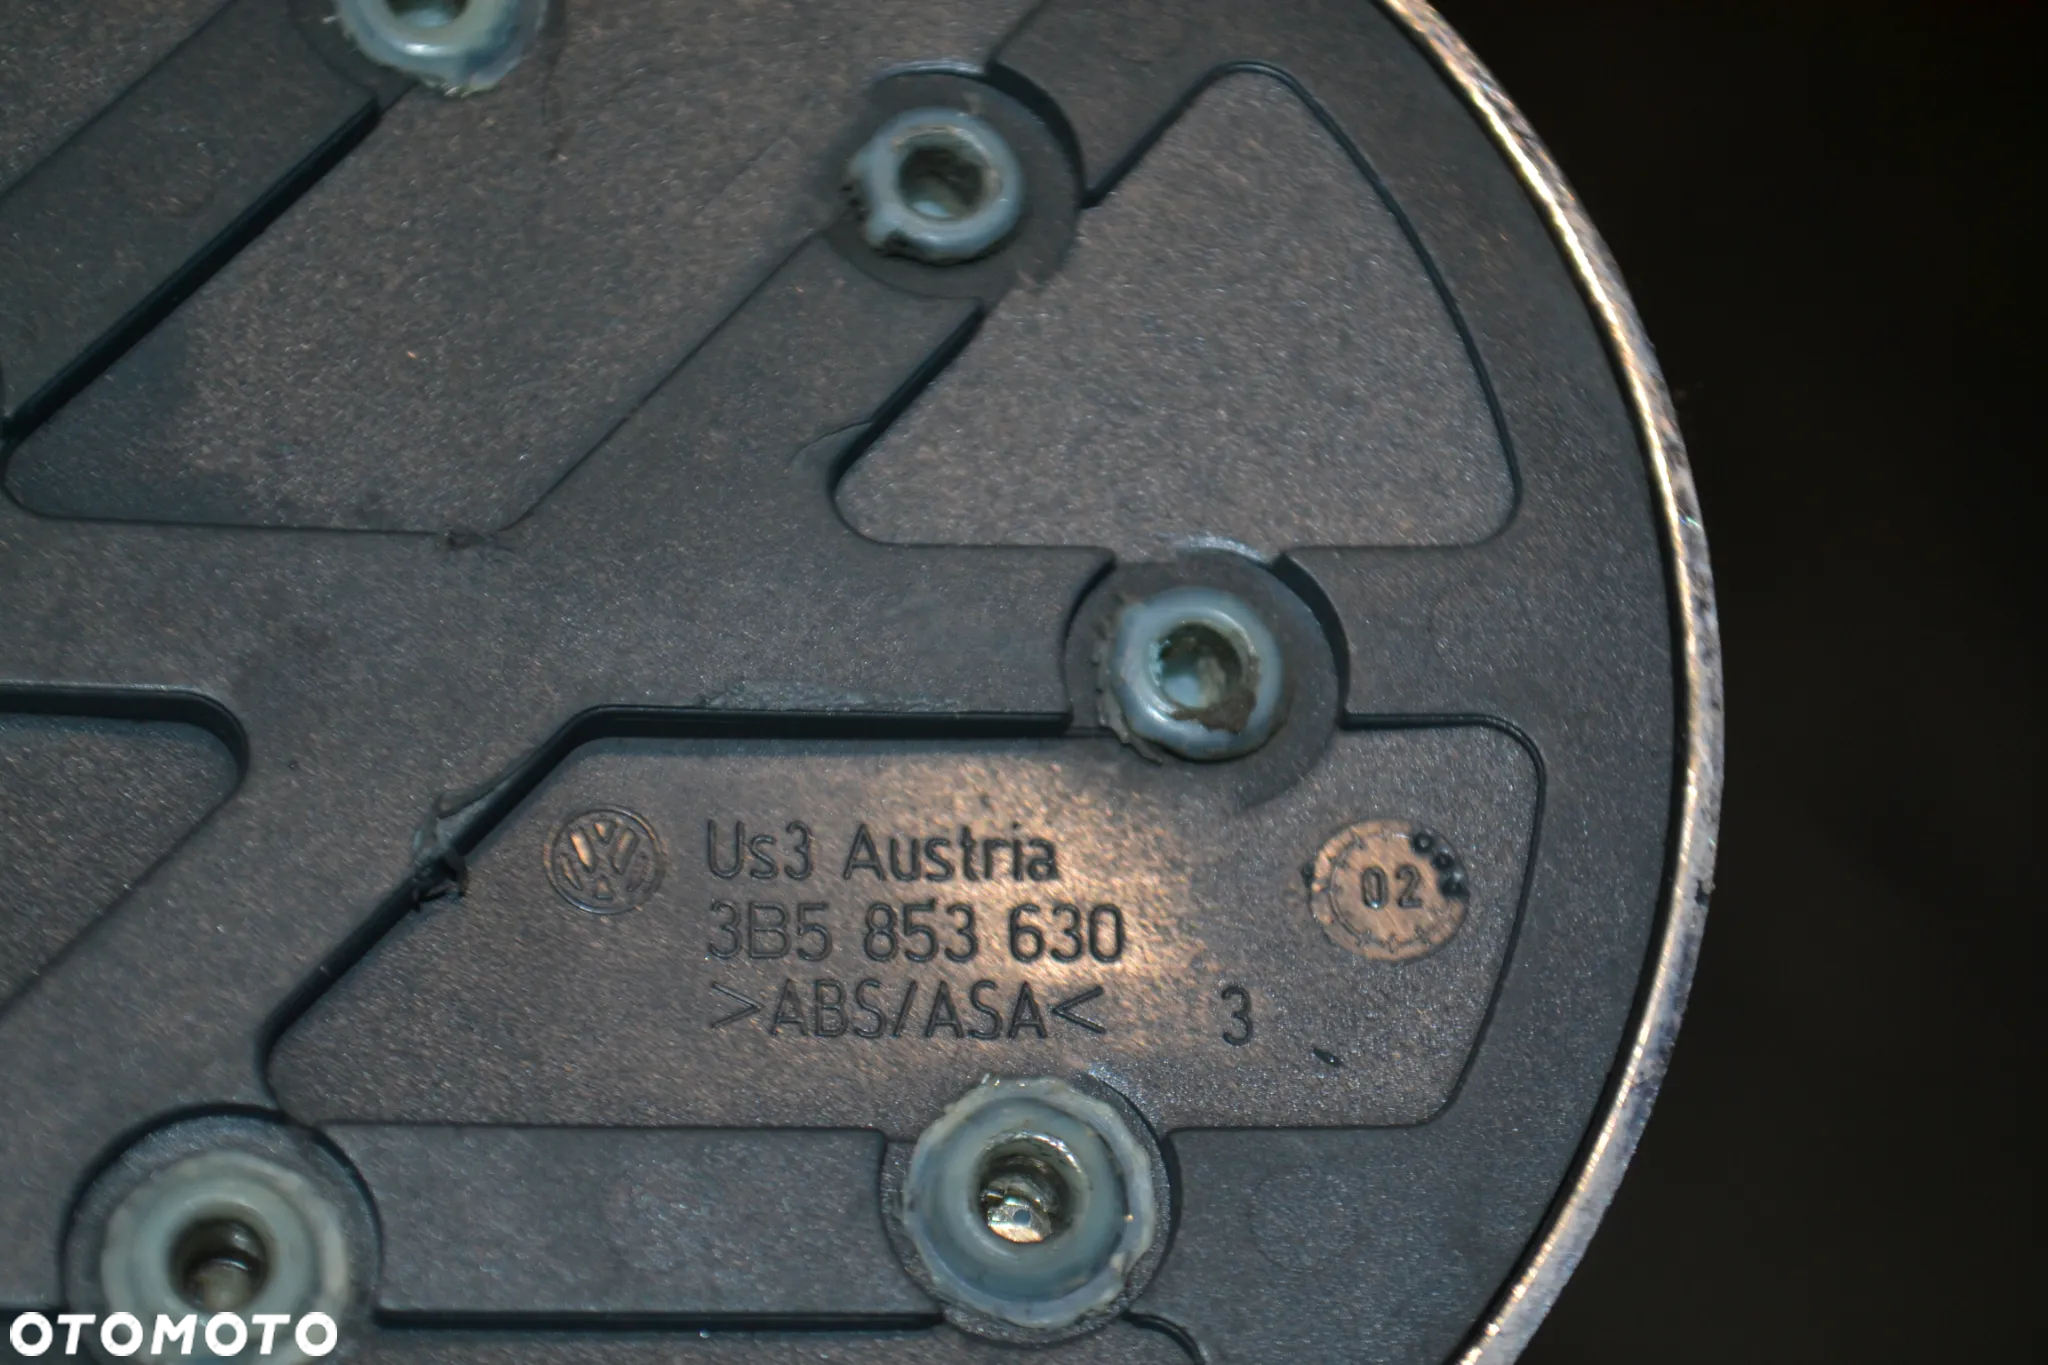 Us3 Austria
3B5 853 630
>ABS/ASA< 3
02
OTOMOTO